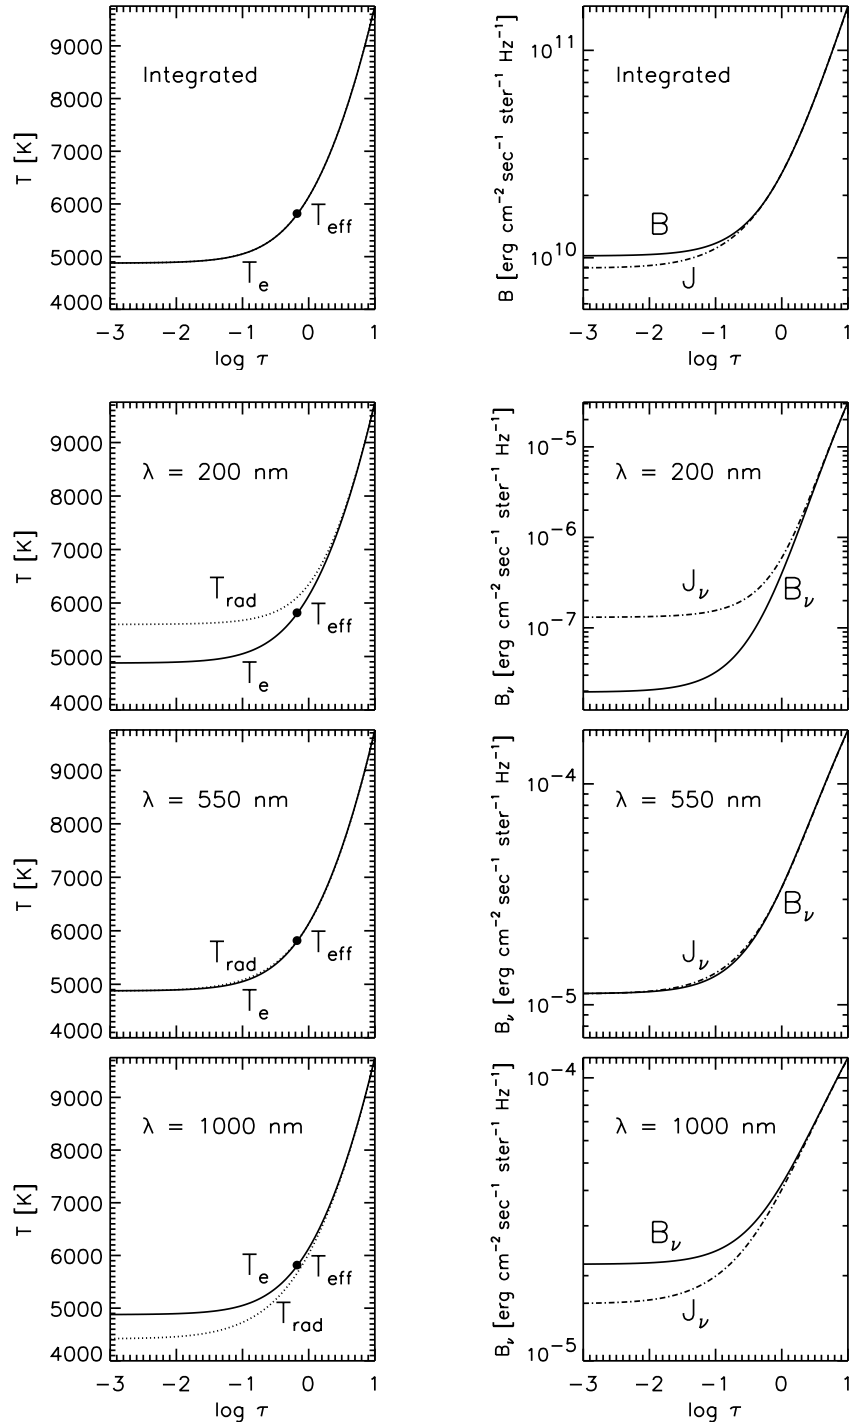 9000
8000
7000
6000
5000
4000
T [K]
Integrated
T_eff
T_e
−3 −2 −1 0 1
log τ
10^11
10^10
B [erg cm^−2 sec^−1 ster^−1 Hz^−1]
Integrated
B
J
−3 −2 −1 0 1
log τ
9000
8000
7000
6000
5000
4000
T [K]
λ = 200 nm
T_rad
T_eff
T_e
10^−5
10^−6
10^−7
B_ν [erg cm^−2 sec^−1 ster^−1 Hz^−1]
λ = 200 nm
J_ν
B_ν
9000
8000
7000
6000
5000
4000
T [K]
λ = 550 nm
T_rad
T_eff
T_e
10^−4
10^−5
B_ν [erg cm^−2 sec^−1 ster^−1 Hz^−1]
λ = 550 nm
B_ν
J_ν
9000
8000
7000
6000
5000
4000
T [K]
λ = 1000 nm
T_e
T_eff
T_rad
−3 −2 −1 0 1
log τ
10^−4
10^−5
B_ν [erg cm^−2 sec^−1 ster^−1 Hz^−1]
λ = 1000 nm
B_ν
J_ν
−3 −2 −1 0 1
log τ